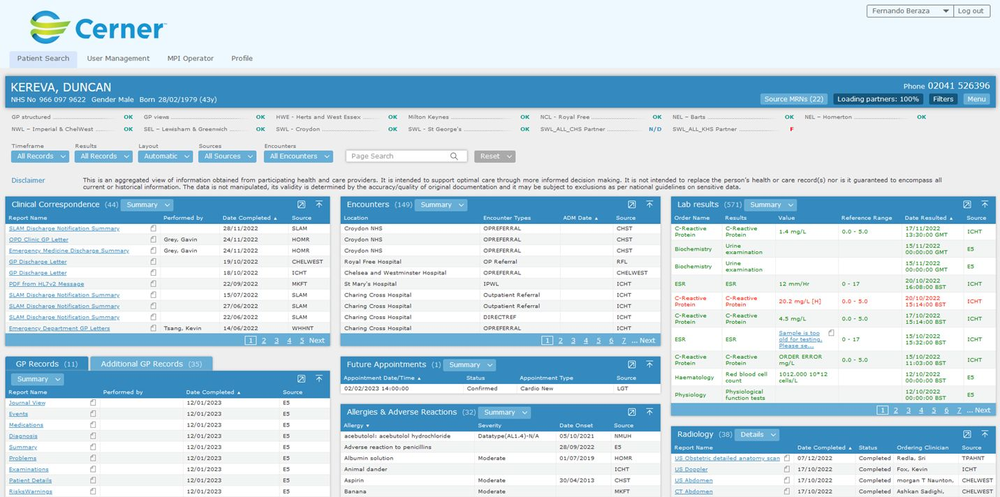 Fernando Beraza Log out
Cerner™
Patient Search User Management MPI Operator Profile
KEREVA, DUNCAN
Phone 02041 526396
NHS No 966 097 9622 Gender Male Born 28/02/1979 (43y)
Source MRNs (22) Loading partners: 100% Filters Menu
GP structured OK GP views OK HWE - Herts and West Essex OK Milton Keynes OK NCL - Royal Free OK NEL – Barts OK NEL – Homerton OK
NWL – Imperial & ChelWest OK SEL – Lewisham & Greenwich OK SWL - Croydon OK SWL - St George's OK SWL_ALL_CHS Partner N/D SWL_ALL_KHS Partner F
Timeframe Results Layout Sources Encounters
All Records All Records Automatic All Sources All Encounters Page Search Reset
Disclaimer
This is an aggregated view of information obtained from participating health and care providers. It is intended to support optimal care through more informed decision making. It is not intended to replace the person's health or care record(s) nor is it guaranteed to encompass all
current or historical information. The data is not manipulated, its validity is determined by the accuracy/quality of original documentation and it may be subject to exclusions as per national guidelines on sensitive data.
Clinical Correspondence (44) Summary
Report Name Performed by Date Completed ▲ Source
SLAM Discharge Notification Summary 28/11/2022 SLAM
OPD Clinic GP Letter Grey, Gavin 24/11/2022 HOMR
Emergency Medicine Discharge Summary Grey, Gavin 24/11/2022 HOMR
GP Discharge Letter 19/10/2022 CHELWEST
GP Discharge Letter 18/10/2022 ICHT
PDF from HL7v2 Message 22/09/2022 MKFT
SLAM Discharge Notification Summary 15/07/2022 SLAM
SLAM Discharge Notification Summary 27/06/2022 SLAM
SLAM Discharge Notification Summary 22/06/2022 SLAM
Emergency Department GP Letters Tsang, Kevin 14/06/2022 WHHNT
1 2 3 4 5 Next
GP Records (11) Additional GP Records (35)
Summary
Report Name Performed by Date Completed ▲ Source
Journal View 12/01/2023 E5
Events 12/01/2023 E5
Medications 12/01/2023 E5
Diagnosis 12/01/2023 E5
Summary 12/01/2023 E5
Problems 12/01/2023 E5
Examinations 12/01/2023 E5
Patient Details 12/01/2023 E5
RisksWarnings 12/01/2023 E5
Encounters (149) Summary
Location Encounter Types ADM Date ▲ Source
Croydon NHS OPREFERRAL CHST
Croydon NHS OPREFERRAL CHST
Croydon NHS OPREFERRAL CHST
Royal Free Hospital OP Referral RFL
Chelsea and Westminster Hospital OPREFERRAL CHELWEST
St Mary's Hospital IPWL ICHT
Charing Cross Hospital Outpatient Referral ICHT
Charing Cross Hospital Outpatient Referral ICHT
Charing Cross Hospital DIRECTREF ICHT
Charing Cross Hospital OPREFERRAL ICHT
1 2 3 4 5 6 7 ... Next
Future Appointments (1) Summary
Appointment Date/Time ▲ Status Appointment Type Source
02/02/2023 14:00:00 Confirmed Cardio New LGT
Allergies & Adverse Reactions (32) Summary
Allergy ▼ Severity Date Onset Source
acebutolol: acebutolol hydrochloride Datatype(AL1.4)-N/A 05/10/2021 NMUH
Adverse reaction to penicillins 28/09/2022 E5
Albumin solution Moderate 01/07/2019 HOMR
Animal dander ICHT
Aspirin Moderate 30/04/2013 CHST
Banana Moderate MKFT
Lab results (571) Summary
Order Name Results Value Reference Range Date Resulted ▲ Source
C-Reactive C-Reactive 17/11/2022
Protein Protein 1.4 mg/L 0.0 - 5.0 13:30:00 GMT ICHT
Biochemistry Urine 15/11/2022 E5
examination 00:00:00 GMT
Biochemistry Urine 15/11/2022 E5
examination 00:00:00 GMT
ESR ESR 12 mm/Hr 0 - 17 20/10/2022 ICHT
16:08:00 BST
C-Reactive C-Reactive 20.2 mg/L [H] 0.0 - 5.0 20/10/2022 ICHT
Protein Protein 15:14:00 BST
C-Reactive C-Reactive 4.5 mg/L 0.0 - 5.0 17/10/2022 ICHT
Protein Protein 15:14:00 BST
Sample is too
ESR ESR old for testing. 0 - 17 15/10/2022 ICHT
Please se... 15:32:00 BST
C-Reactive C-Reactive ORDER ERROR 0.0 - 5.0 15/10/2022 ICHT
Protein Protein mg/L 11:03:00 BST
Haematology Red blood cell 1012.000 10*12 12/10/2022 E5
count cells/L 00:00:00 BST
Physiology Physiological 12/10/2022 E5
function tests 00:00:00 BST
1 2 3 4 5 6 7 ... Next
Radiology (38) Details
Report Name Date Completed ▲ Status Ordering Clinician Source
US Obstetric detailed anatomy scan 07/12/2022 Completed Redla, Sri TPAHNT
US Doppler 17/10/2022 Completed Fox, Kevin ICHT
US Abdomen 17/10/2022 Completed morgan T Naunton, CHELWEST
CT Abdomen 17/10/2022 Completed Ashkan Sadighi, CHELWEST